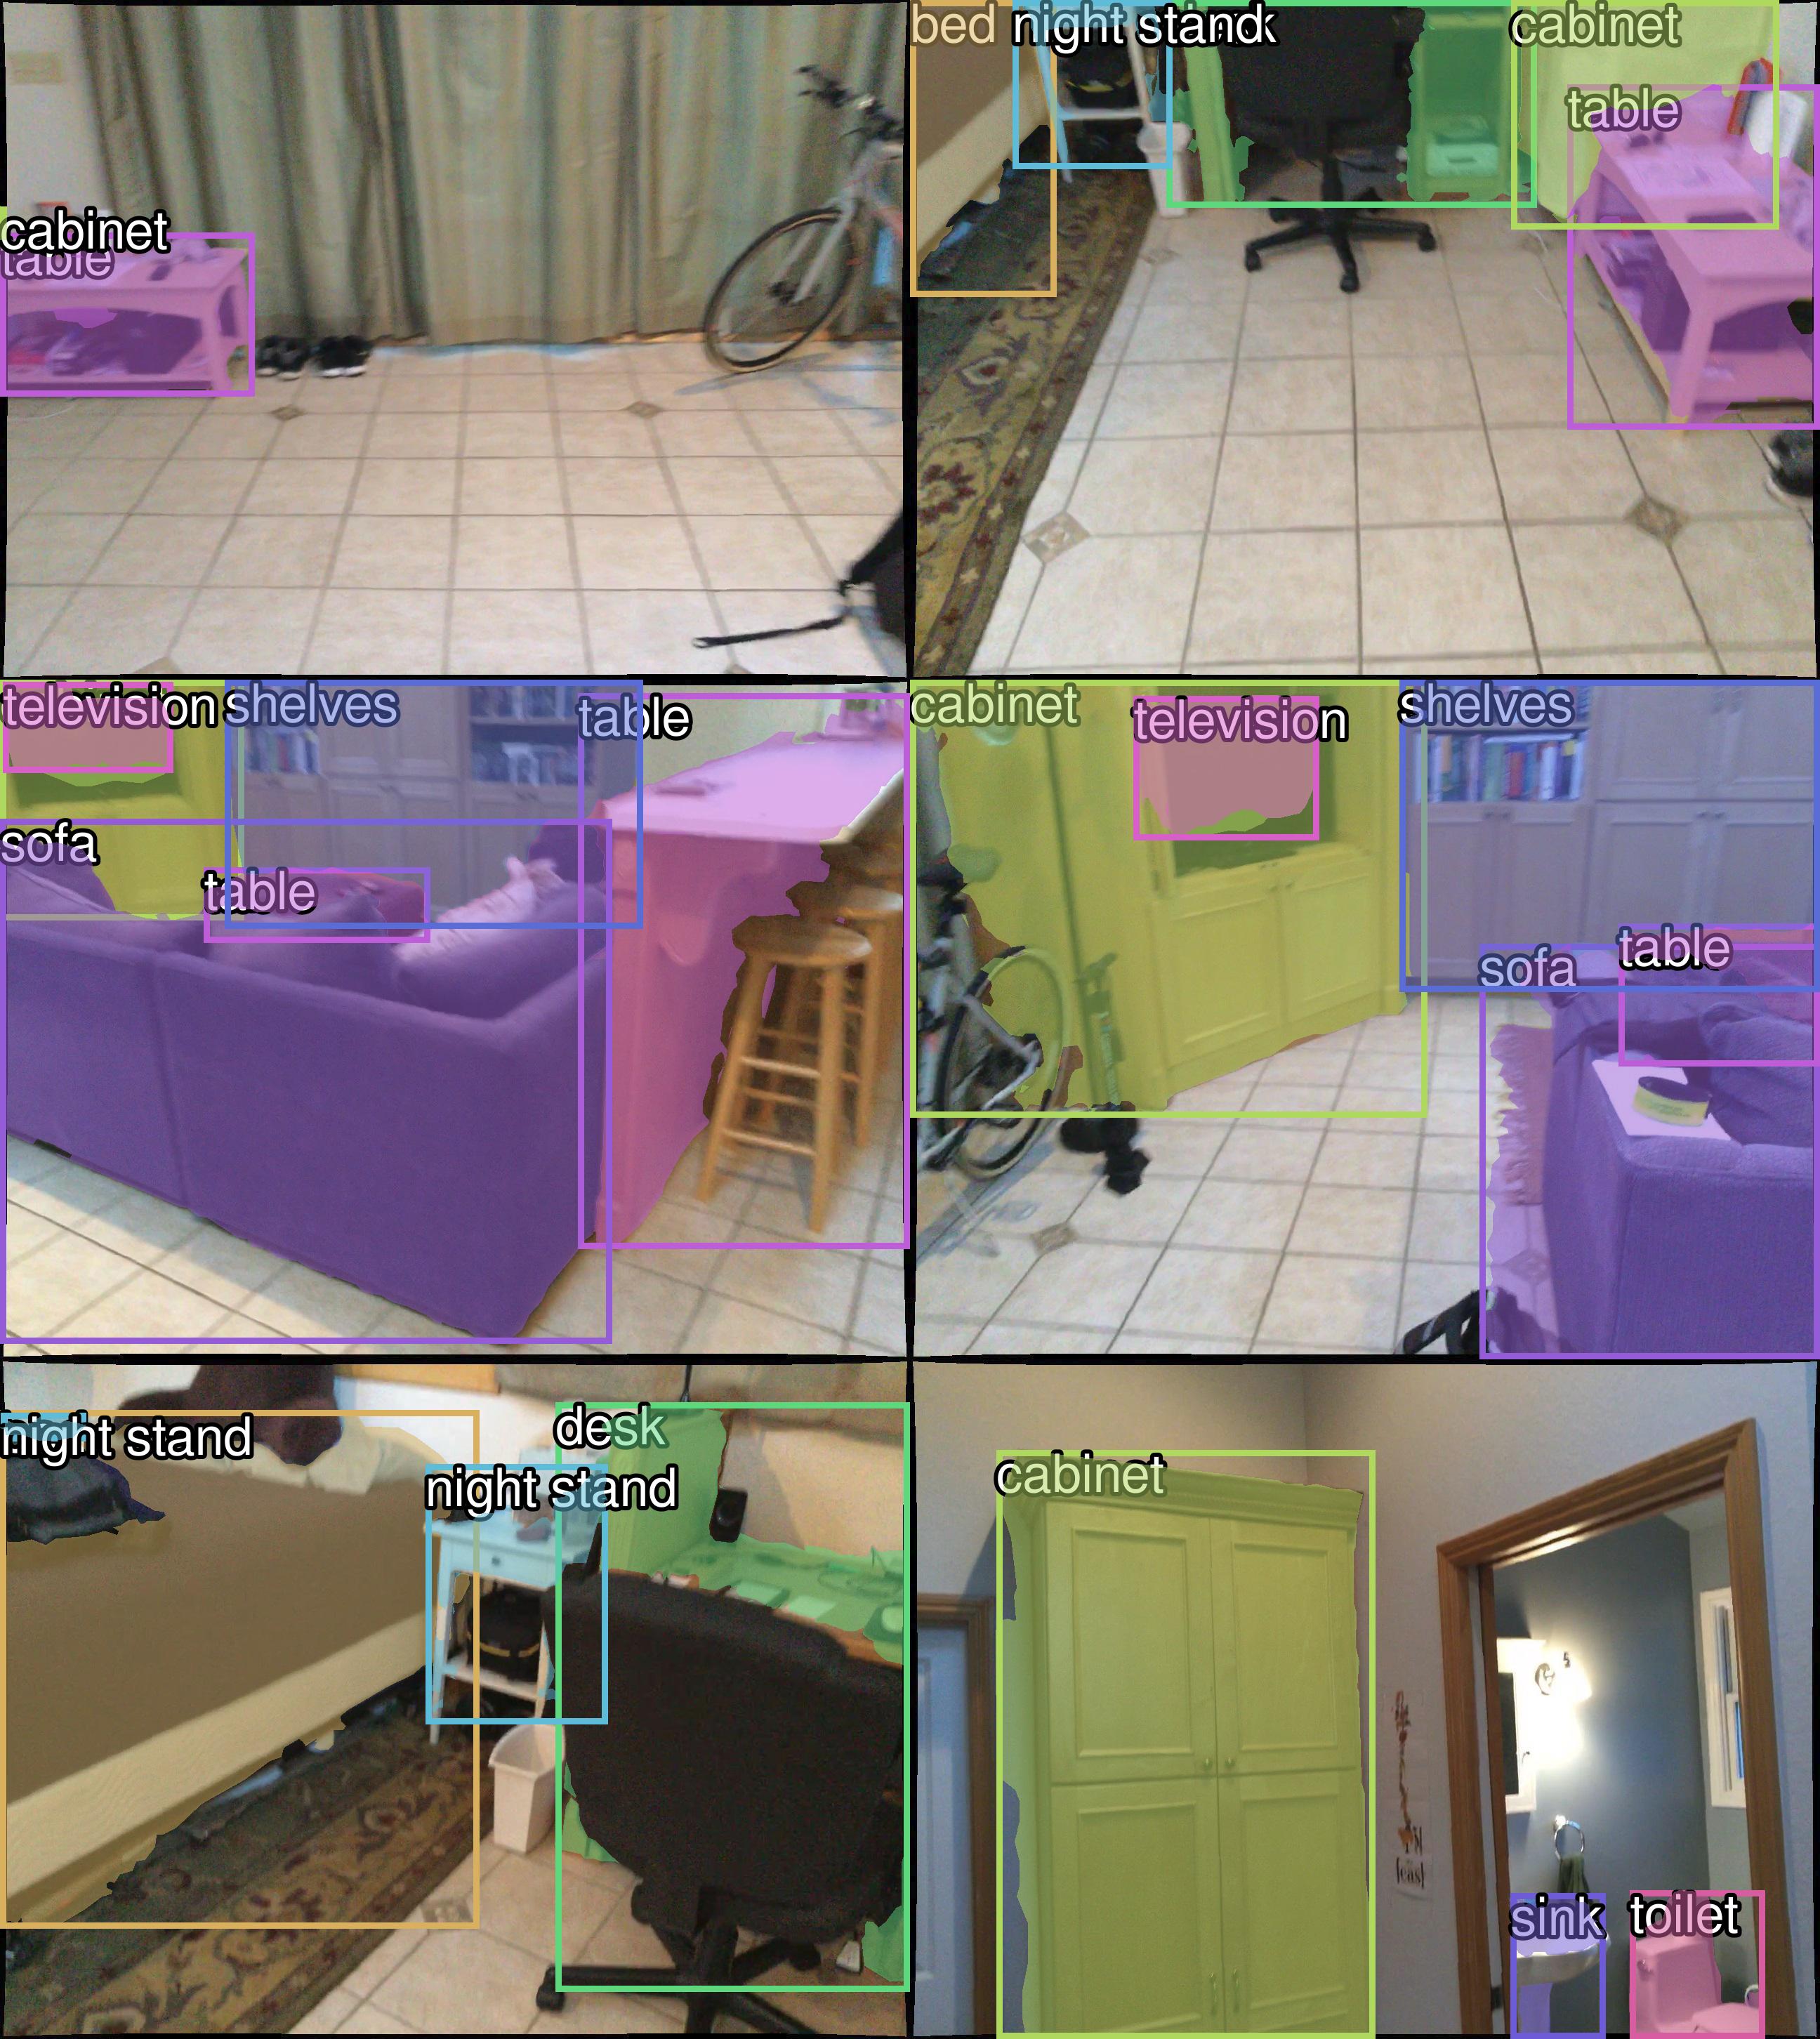 cabinet
table
bed
night stand
k
cabinet
table
television
shelves
table
sofa
table
cabinet
television
shelves
sofa
table
night stand
desk
night stand
cabinet
sink
toilet